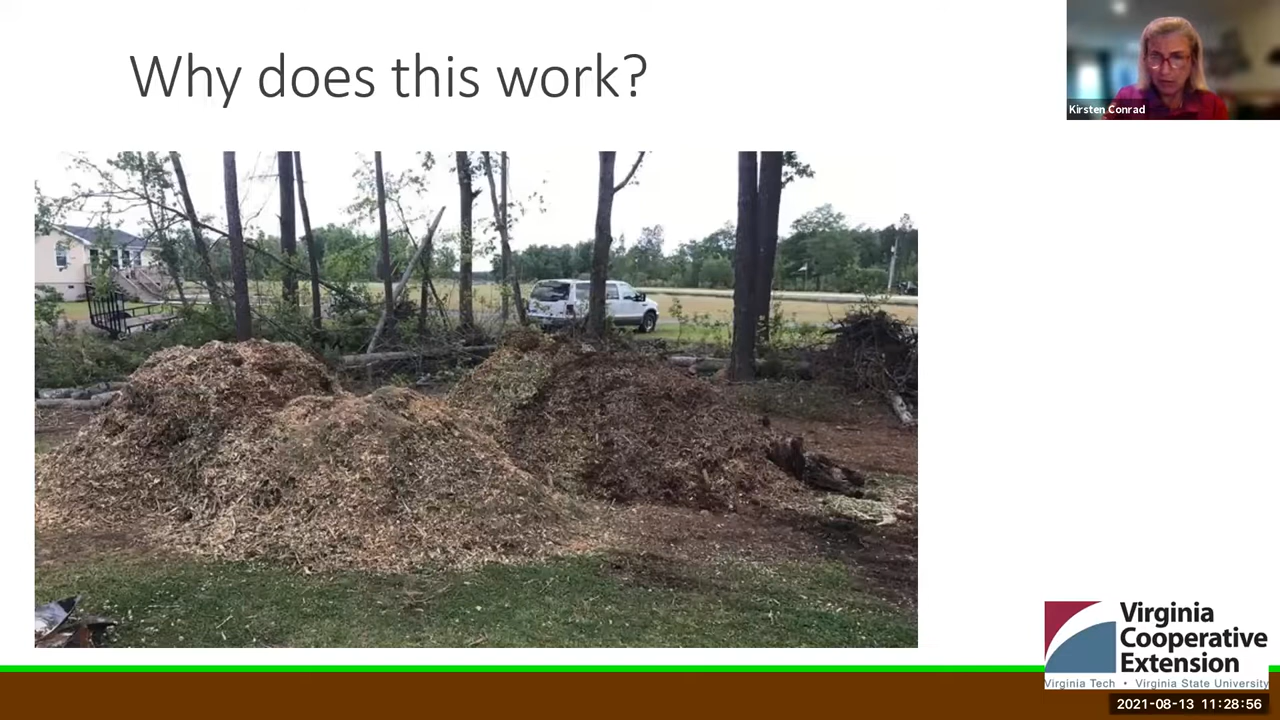 Why does this work?
Kirsten Conrad
Virginia
Cooperative
Extension
Virginia Tech • Virginia State University
2021-08-13 11:28:56